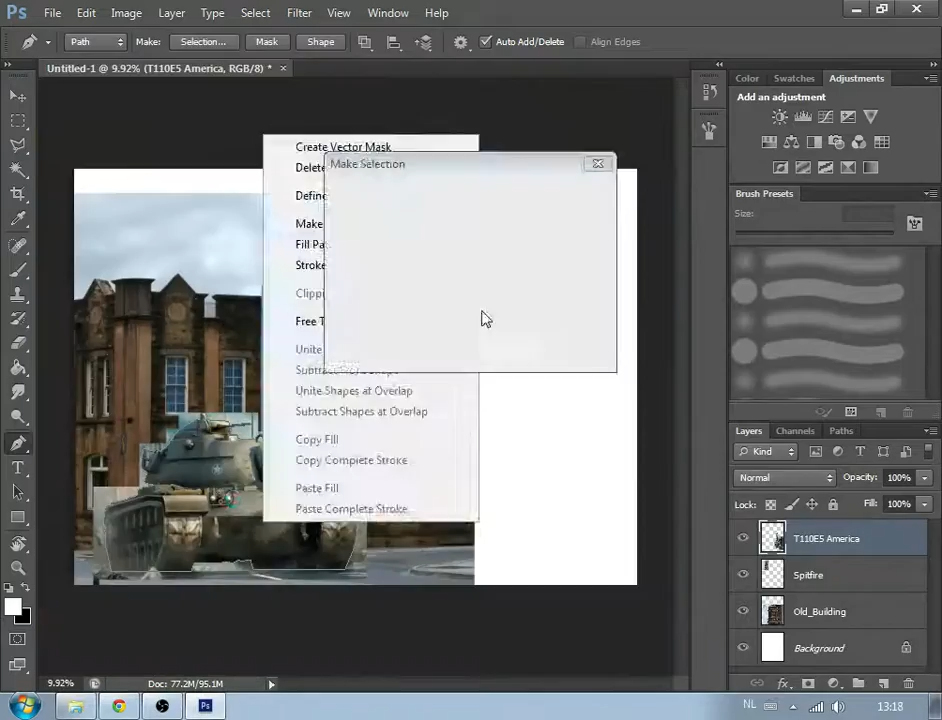 Ps File Edit Image Layer Type Select Filter View Window Help
Path Make: Selection... Mask Shape Auto Add/Delete Align Edges
Untitled-1 @ 9.92% (T110E5 America, RGB/8) * ×
Color Swatches Adjustments
Add an adjustment
Brush Presets
Size:
Create Vector Mask
Make Selection
Delete
Define
Make
Fill Pa
Stroke
Clippi
Free T
Unite
Subtract
Unite Shapes at Overlap
Subtract Shapes at Overlap
Copy Fill
Copy Complete Stroke
Paste Fill
Paste Complete Stroke
Layers Channels Paths
Kind
Normal Opacity: 100%
Lock: Fill: 100%
T110E5 America
Spitfire
Old_Building
Background
9.92% Doc: 77.2M/95.1M
fx
Ps NL 13:18